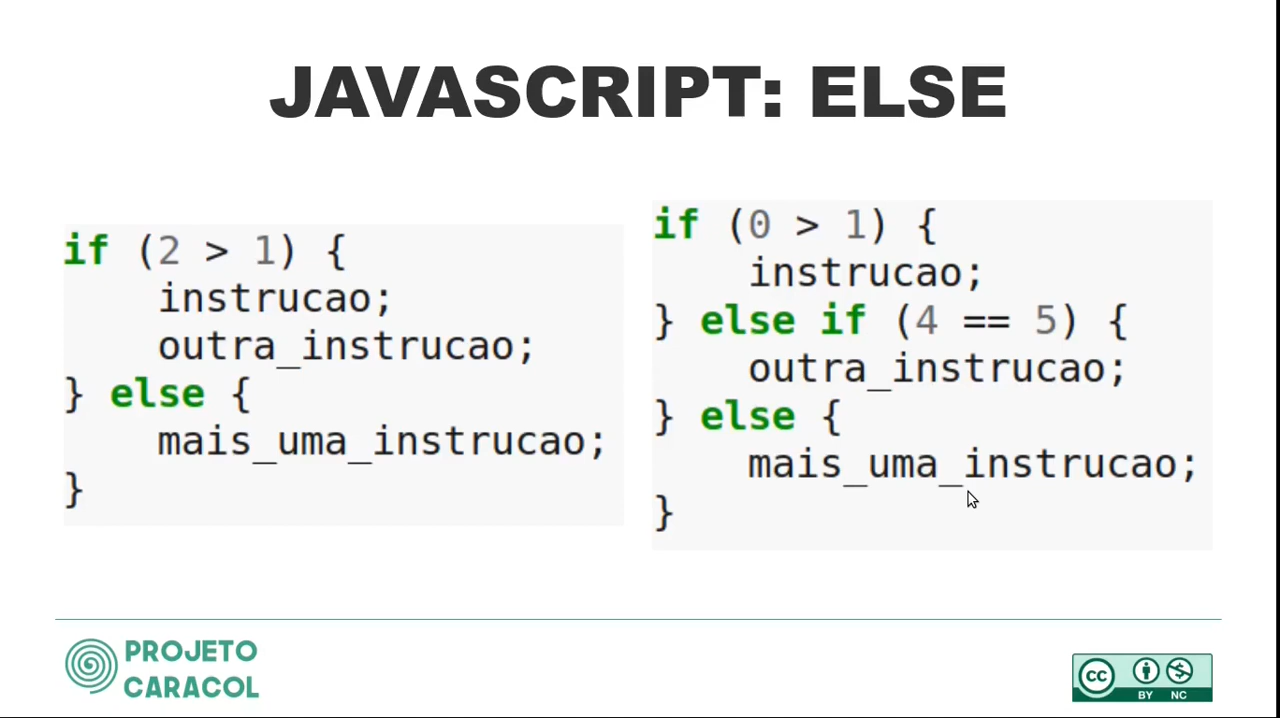 JAVASCRIPT: ELSE
if (2 > 1) {
    instrucao;
    outra_instrucao;
} else {
    mais_uma_instrucao;
}
if (0 > 1) {
    instrucao;
} else if (4 == 5) {
    outra_instrucao;
} else {
    mais_uma_instrucao;
}
PROJETO
CARACOL
CC
BY NC